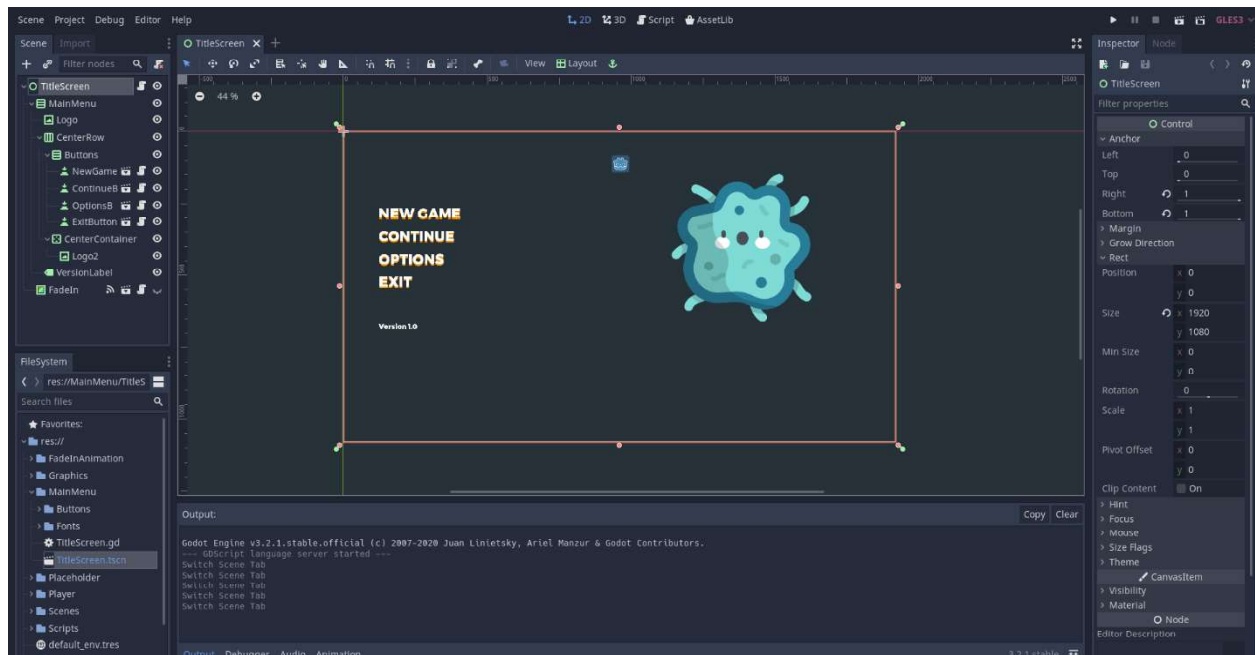 Scene Project Debug Editor Help
2D 3D Script AssetLib
GLES3
Scene Import
Filter nodes
TitleScreen
MainMenu
Logo
CenterRow
Buttons
NewGame
ContinueB
OptionsB
ExitButton
CenterContainer
Logo2
VersionLabel
FadeIn
FileSystem
res://MainMenu/TitleS
Search files
Favorites:
res://
FadeInAnimation
Graphics
MainMenu
Buttons
Fonts
TitleScreen.gd
TitleScreen.tscn
Placeholder
Player
Scenes
Scripts
default_env.tres
TitleScreen
View Layout
44 %
NEW GAME
CONTINUE
OPTIONS
EXIT
Version 1.0
Output:
Copy Clear
Godot Engine v3.2.1.stable.official (c) 2007-2020 Juan Linietsky, Ariel Manzur & Godot Contributors.
--- GDScript language server started ---
Switch Scene Tab
Switch Scene Tab
Switch Scene Tab
Switch Scene Tab
Switch Scene Tab
Output Debugger Audio Animation
3.2.1.stable
Inspector Node
TitleScreen
Filter properties
Control
Anchor
Left 0
Top 0
Right 1
Bottom 1
Margin
Grow Direction
Rect
Position x 0
y 0
Size x 1920
y 1080
Min Size x 0
y 0
Rotation 0
Scale x 1
y 1
Pivot Offset x 0
y 0
Clip Content On
Hint
Focus
Mouse
Size Flags
Theme
CanvasItem
Visibility
Material
Node
Editor Description